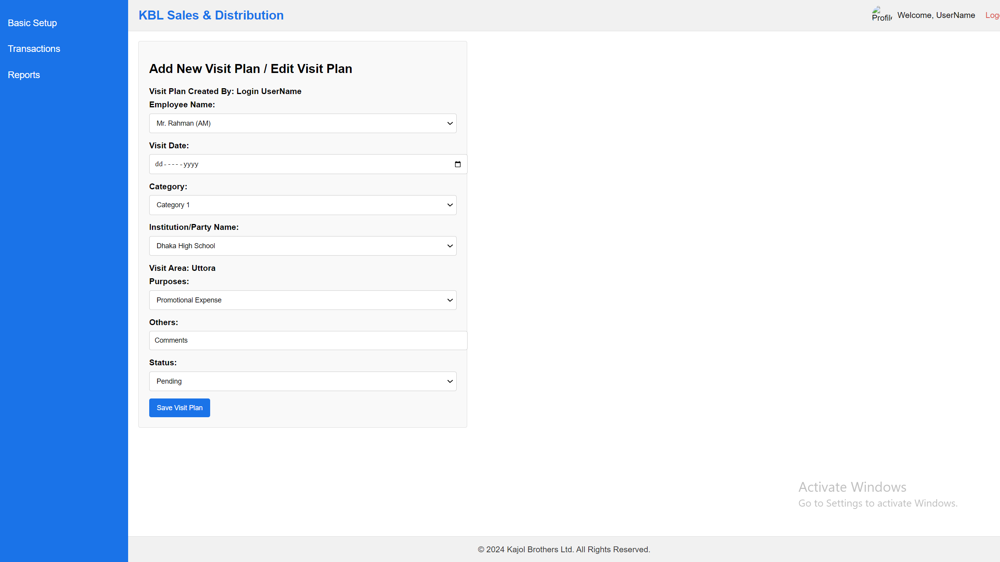 Basic Setup
Transactions
Reports
KBL Sales & Distribution
Welcome, UserName
Add New Visit Plan / Edit Visit Plan
Visit Plan Created By: Login UserName
Employee Name:
Mr. Rahman (AM)
Visit Date:
dd-----yyyy
Category:
Category 1
Institution/Party Name:
Dhaka High School
Visit Area: Uttora
Purposes:
Promotional Expense
Others:
Comments
Status:
Pending
Save Visit Plan
Activate Windows
Go to Settings to activate Windows.
© 2024 Kajol Brothers Ltd. All Rights Reserved.